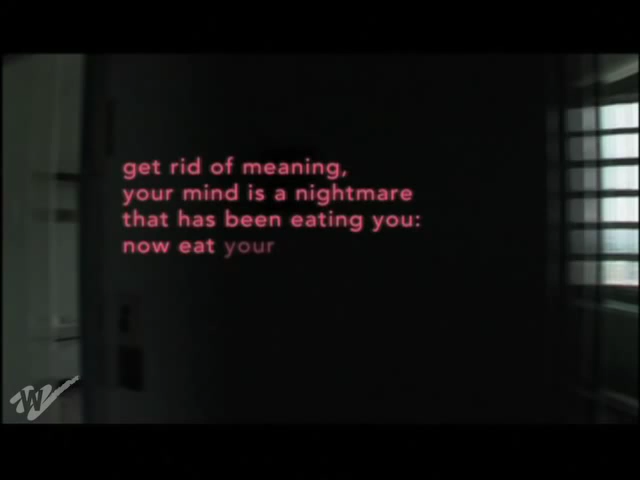 get rid of meaning,
your mind is a nightmare
that has been eating you:
now eat your
W